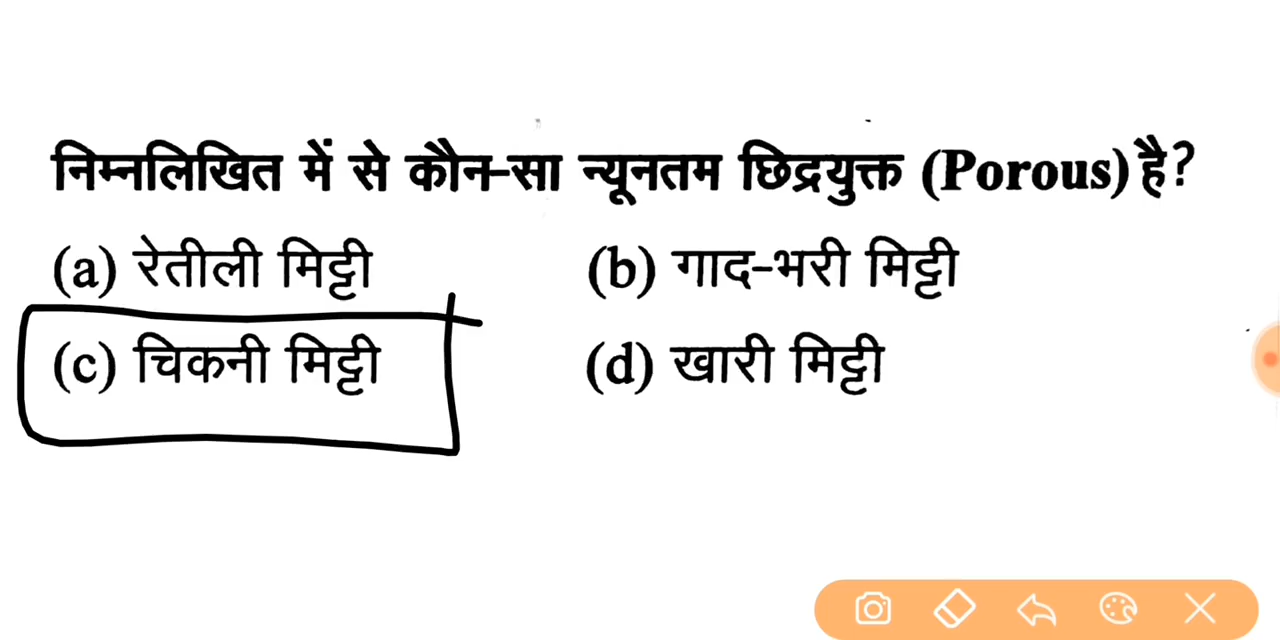 निम्नलिखित में से कौन-सा न्यूनतम छिद्रयुक्त (Porous) है?
(a) रेतीली मिट्टी (b) गाद-भरी मिट्टी
(c) चिकनी मिट्टी (d) खारी मिट्टी